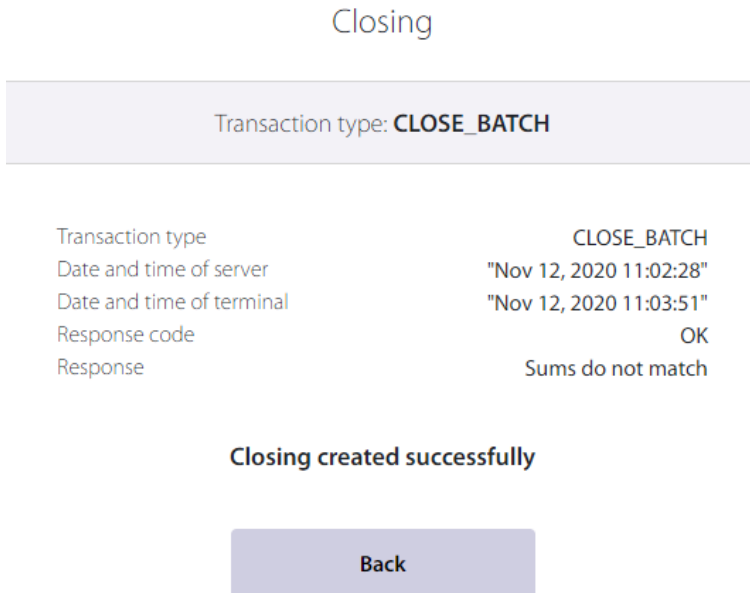 Closing
Transaction type: CLOSE_BATCH
Transaction type CLOSE_BATCH
Date and time of server "Nov 12, 2020 11:02:28"
Date and time of terminal "Nov 12, 2020 11:03:51"
Response code OK
Response Sums do not match
Closing created successfully
Back